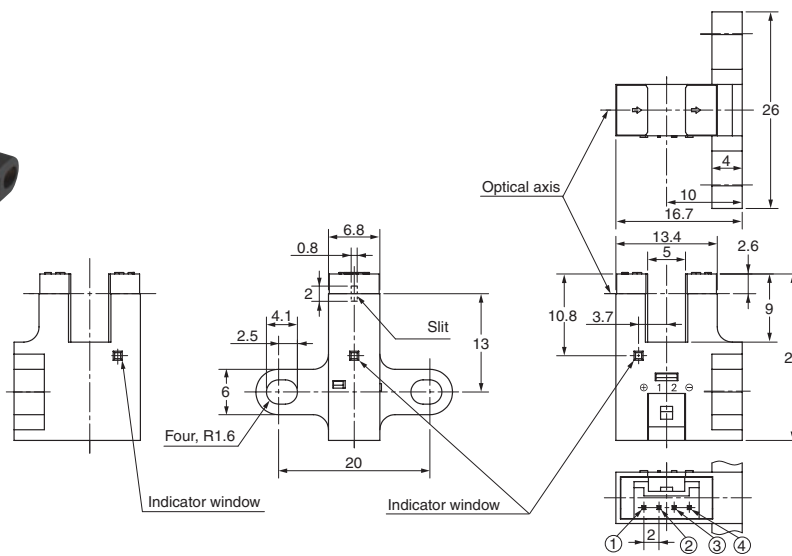 26
4
10
16.7
Optical axis
6.8
0.8
2
4.1
2.5
Slit
13
6
Four, R1.6
20
Indicator window
Indicator window
13.4
5
2.6
10.8
3.7
9
⊕ 1 2 ⊖
2
① ② ③ ④